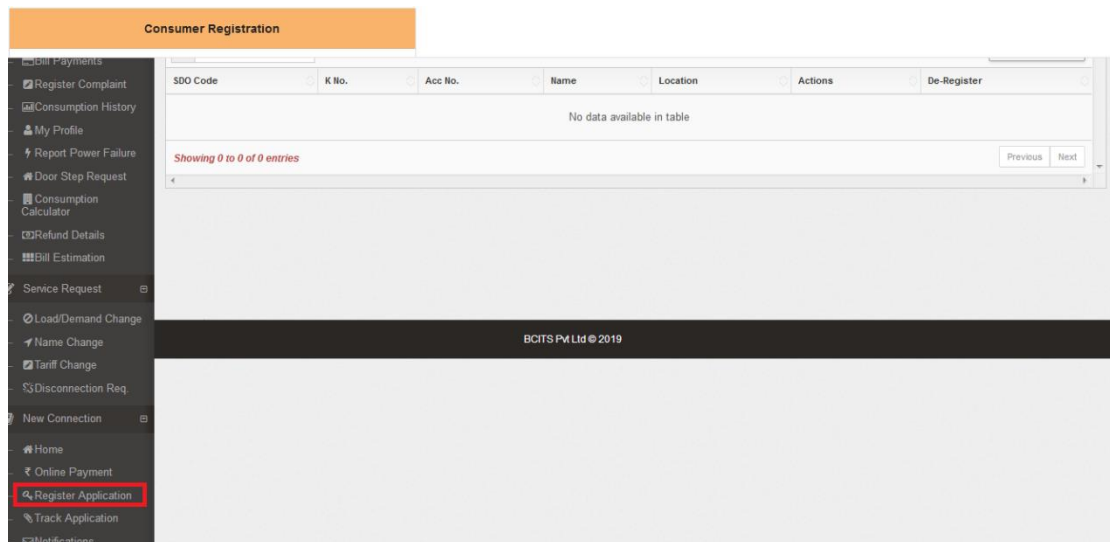 Consumer Registration
Bill Payments
Register Complaint
Consumption History
My Profile
Report Power Failure
Door Step Request
Consumption
Calculator
Refund Details
Bill Estimation
Service Request
Load/Demand Change
Name Change
Tariff Change
Disconnection Req.
New Connection
Home
₹ Online Payment
Register Application
Track Application
Notifications
SDO Code K No. Acc No. Name Location Actions De-Register
No data available in table
Showing 0 to 0 of 0 entries
Previous Next
BCITS Pvt Ltd © 2019